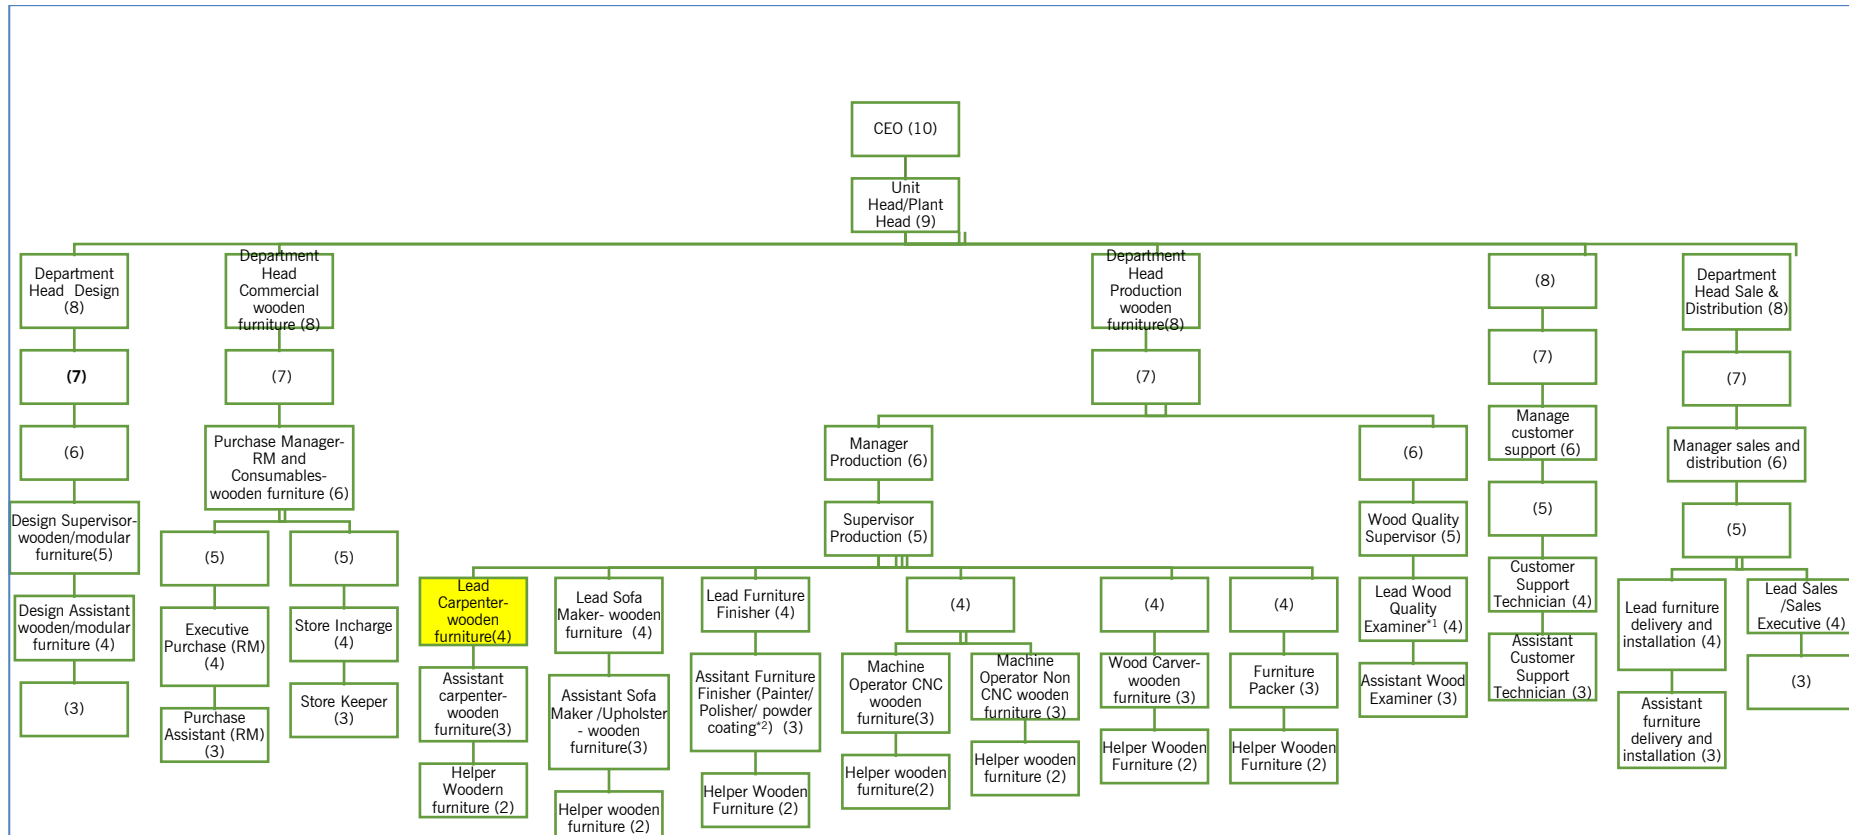 CEO (10)
Unit
Head/Plant
Head (9)
Department
Head Design
(8)
Department
Head
Commercial
wooden
furniture (8)
Department
Head
Production
wooden
furniture(8)
(8)
Department
Head Sale &
Distribution (8)
(7)
(7)
(7)
(7)
(7)
(6)
Purchase Manager-
RM and
Consumables-
wooden furniture (6)
Manager
Production (6)
(6)
Manage
customer
support (6)
Manager sales and
distribution (6)
Design Supervisor-
wooden/modular
furniture(5)
(5)
(5)
Supervisor
Production (5)
Wood Quality
Supervisor (5)
(5)
(5)
Design Assistant
wooden/modular
furniture (4)
Executive
Purchase (RM)
(4)
Store Incharge
(4)
Lead
Carpenter-
wooden
furniture(4)
Lead Sofa
Maker- wooden
furniture (4)
Lead Furniture
Finisher (4)
(4)
(4)
(4)
Lead Wood
Quality
Examiner*1 (4)
Customer
Support
Technician (4)
Lead furniture
delivery and
installation (4)
Lead Sales
/Sales
Executive (4)
(3)
Purchase
Assistant (RM)
(3)
Store Keeper
(3)
Assistant
carpenter-
wooden
furniture(3)
Assistant Sofa
Maker /Upholster
- wooden
furniture(3)
Assitant Furniture
Finisher (Painter/
Polisher/ powder
coating*2) (3)
Machine
Operator CNC
wooden
furniture(3)
Machine
Operator Non
CNC wooden
furniture (3)
Wood Carver-
wooden
furniture (3)
Furniture
Packer (3)
Assistant Wood
Examiner (3)
Assistant
Customer
Support
Technician (3)
Assistant
furniture
delivery and
installation (3)
(3)
Helper
Woodern
furniture (2)
Helper wooden
furniture (2)
Helper Wooden
Furniture (2)
Helper wooden
furniture(2)
Helper wooden
furniture (2)
Helper Wooden
Furniture (2)
Helper Wooden
Furniture (2)